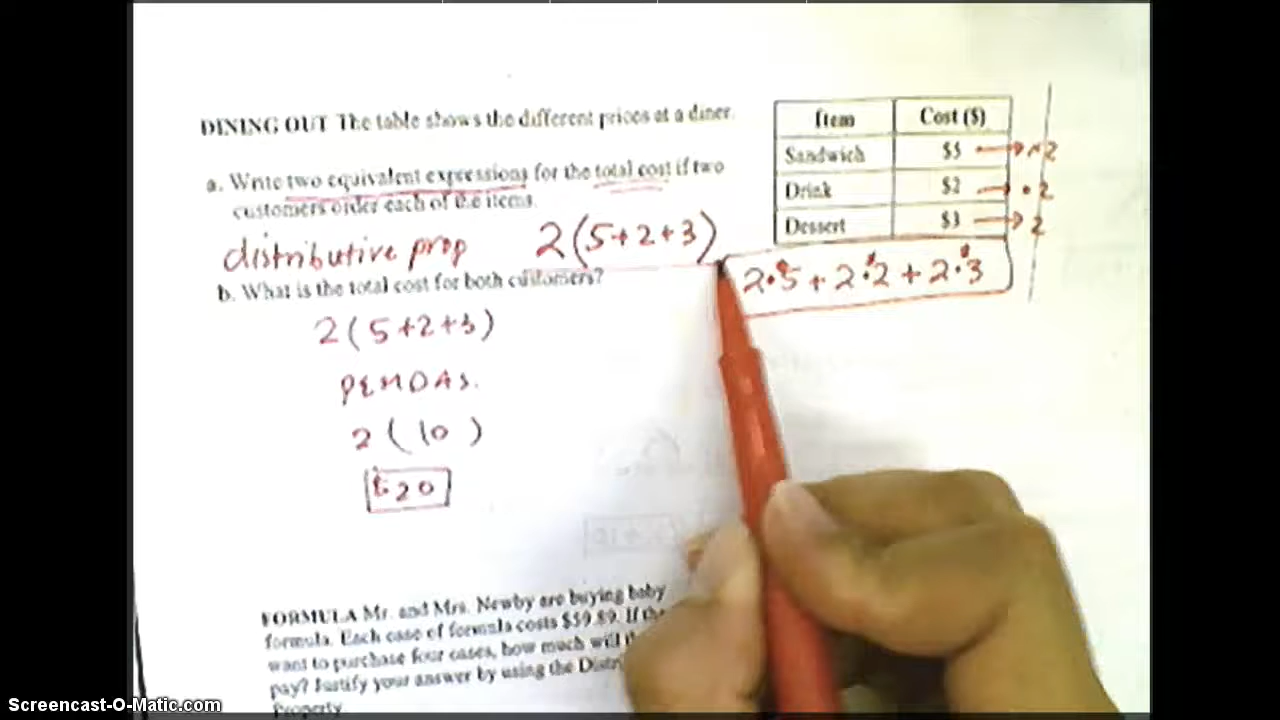 DINING OUT The table shows the different prices at a diner.
a. Write two equivalent expressions for the total cost if two
customers order each of the items.
distributive prop 2(5+2+3)
Item Cost ($)
Sandwich $5 → ×2
Drink $2 → • 2
Dessert $3 → 2
2•5 + 2•2 + 2•3
b. What is the total cost for both customers?
2(5+2+3)
PEMDAS.
2(10)
$20
FORMULA Mr. and Mrs. Newby are buying baby
formula. Each case of formula costs $59.89. If
want to purchase four cases, how much will
pay? Justify your answer by using the
Property.
Screencast-O-Matic.com